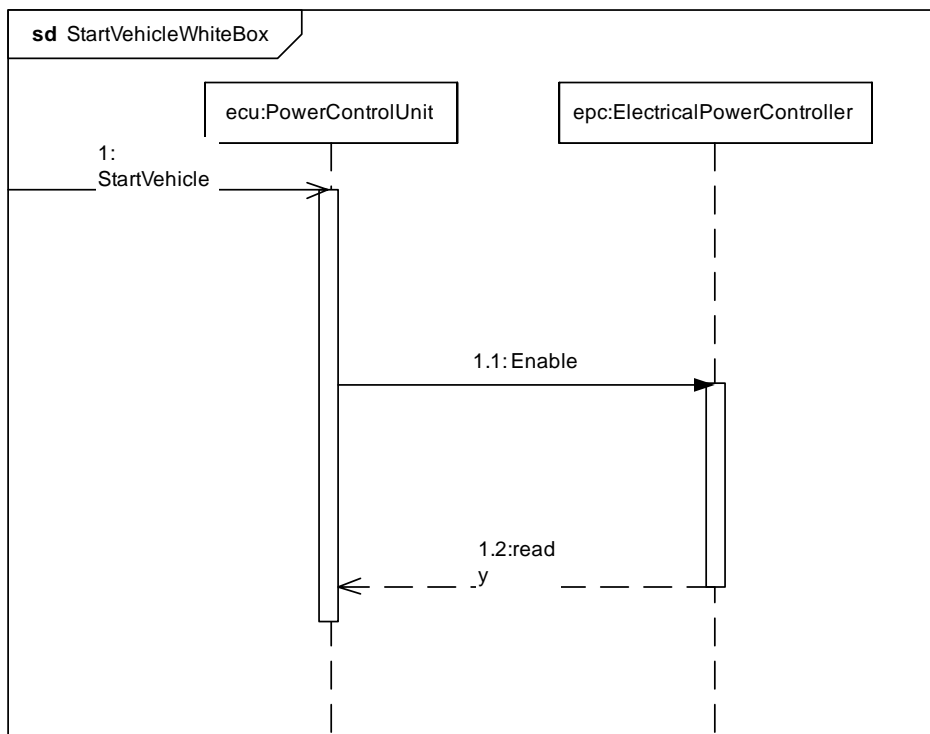 sd StartVehicleWhiteBox
ecu:PowerControlUnit
epc:ElectricalPowerController
1:
StartVehicle
1.1: Enable
1.2:read
y